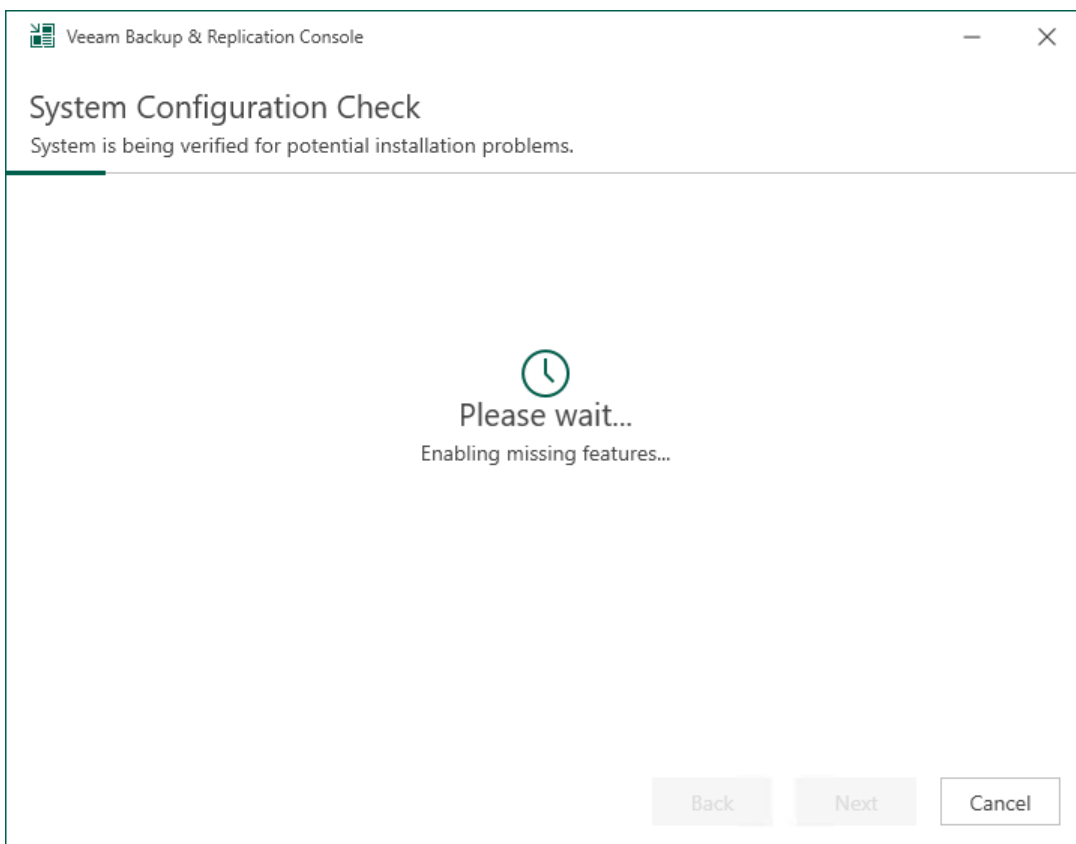 Veeam Backup & Replication Console
System Configuration Check
System is being verified for potential installation problems.
Please wait...
Enabling missing features...
Back
Next
Cancel